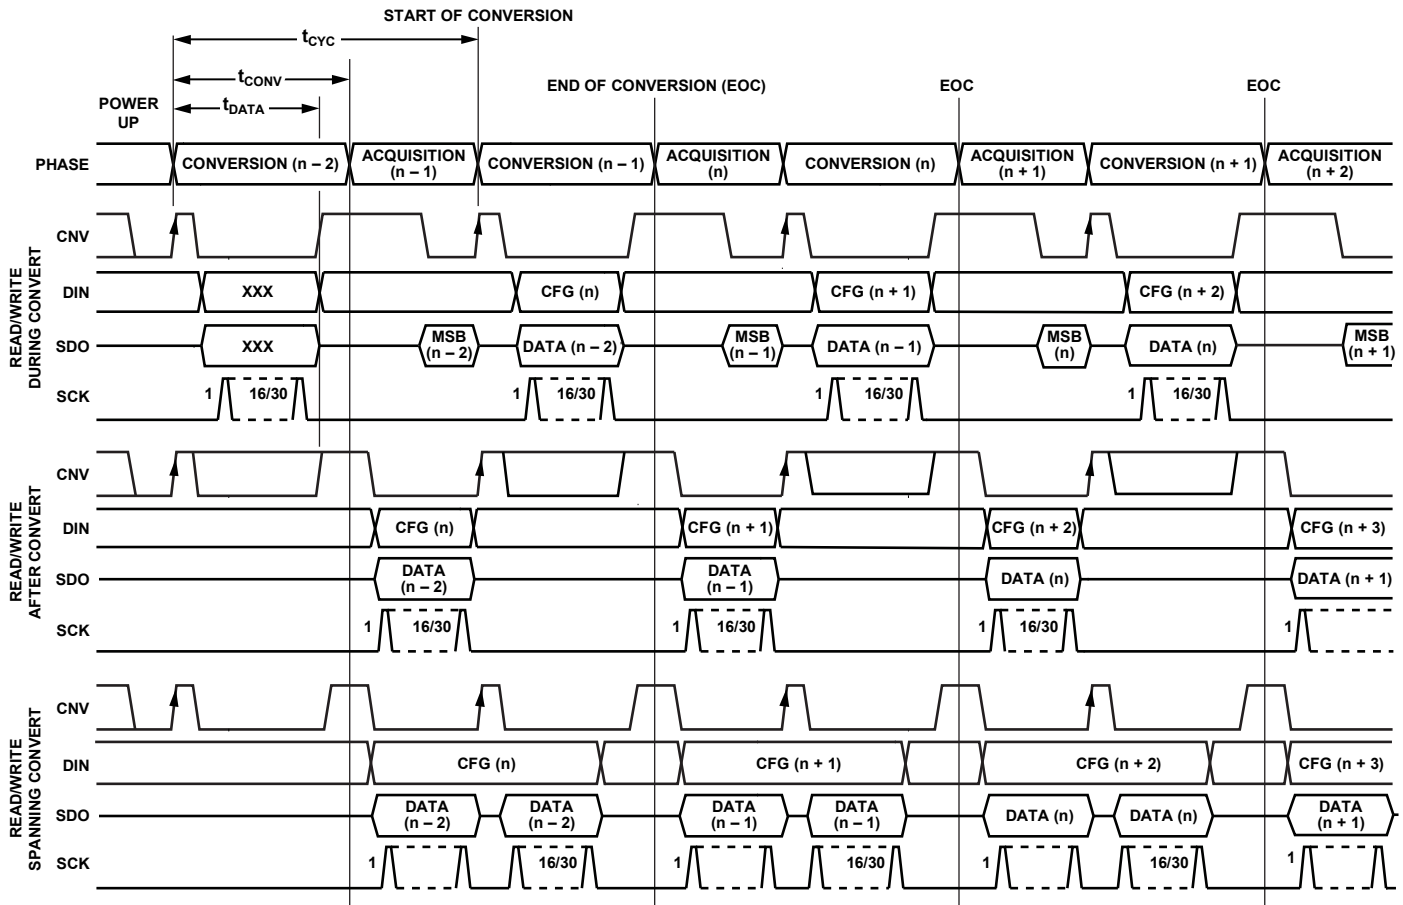 START OF CONVERSION
tCYC
tCONV
END OF CONVERSION (EOC) EOC EOC
POWER UP
tDATA
PHASE CONVERSION (n – 2) ACQUISITION (n – 1) CONVERSION (n – 1) ACQUISITION (n) CONVERSION (n) ACQUISITION (n + 1) CONVERSION (n + 1) ACQUISITION (n + 2)
READ/WRITE DURING CONVERT
CNV
DIN XXX CFG (n) CFG (n + 1) CFG (n + 2)
SDO XXX MSB (n – 2) DATA (n – 2) MSB (n – 1) DATA (n – 1) MSB (n) DATA (n) MSB (n + 1)
SCK 1 16/30 1 16/30 1 16/30 1 16/30
READ/WRITE AFTER CONVERT
CNV
DIN CFG (n) CFG (n + 1) CFG (n + 2) CFG (n + 3)
SDO DATA (n – 2) DATA (n – 1) DATA (n) DATA (n + 1)
SCK 1 16/30 1 16/30 1 16/30 1
READ/WRITE SPANNING CONVERT
CNV
DIN CFG (n) CFG (n + 1) CFG (n + 2) CFG (n + 3)
SDO DATA (n – 2) DATA (n – 2) DATA (n – 1) DATA (n – 1) DATA (n) DATA (n) DATA (n + 1)
SCK 1 16/30 1 16/30 1 16/30 1